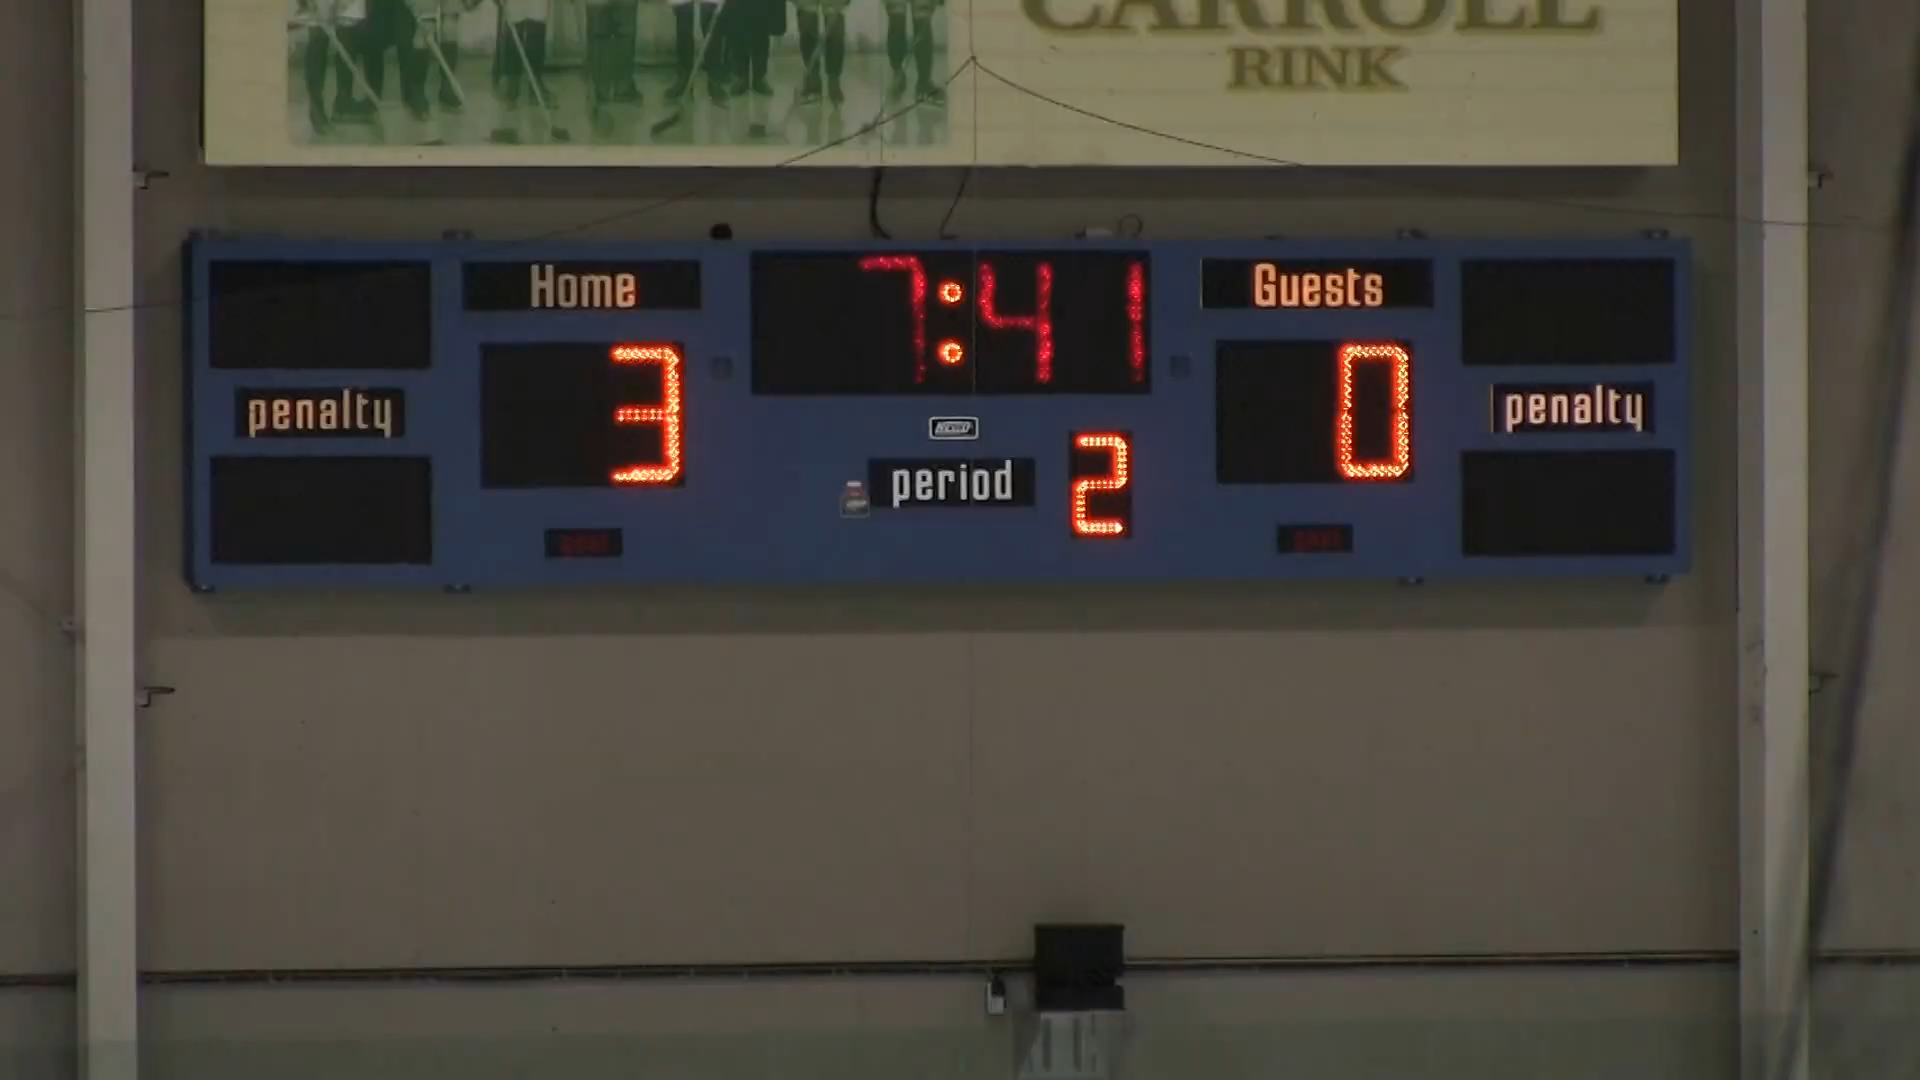 CARROLL
RINK
Home
7:41
Guests
3
0
penalty
penalty
period
2